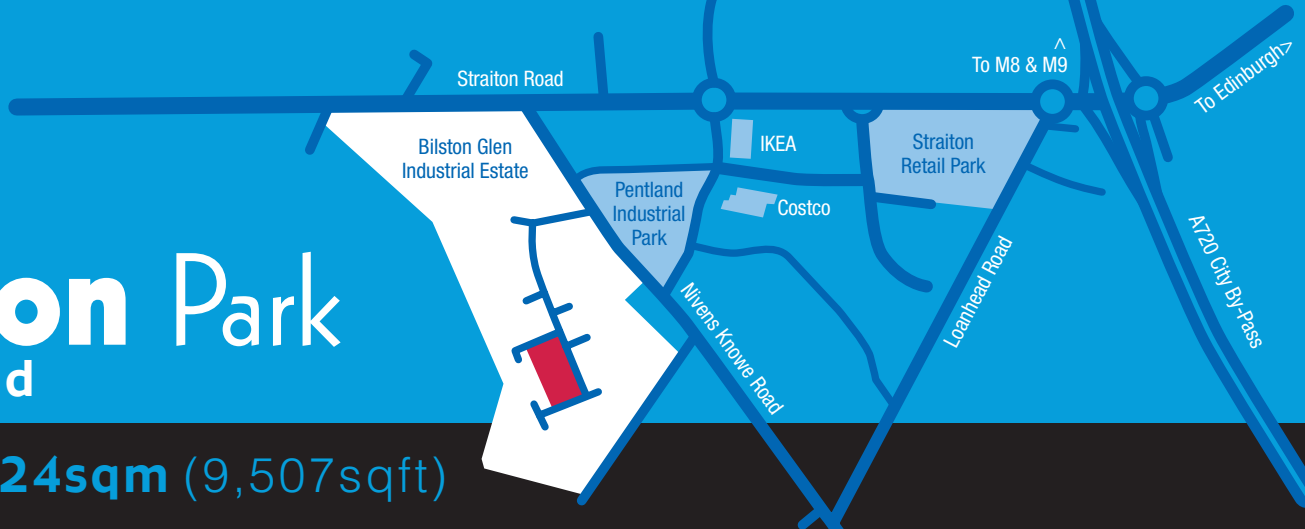 Straiton Road
To M8 & M9
>
To Edinburgh>
Bilston Glen
Industrial Estate
IKEA
Straiton
Retail Park
Pentland
Industrial
Park
Costco
A720 City By-Pass
Loanhead Road
Nivens Knowe Road
on Park
d
24sqm (9,507sqft)